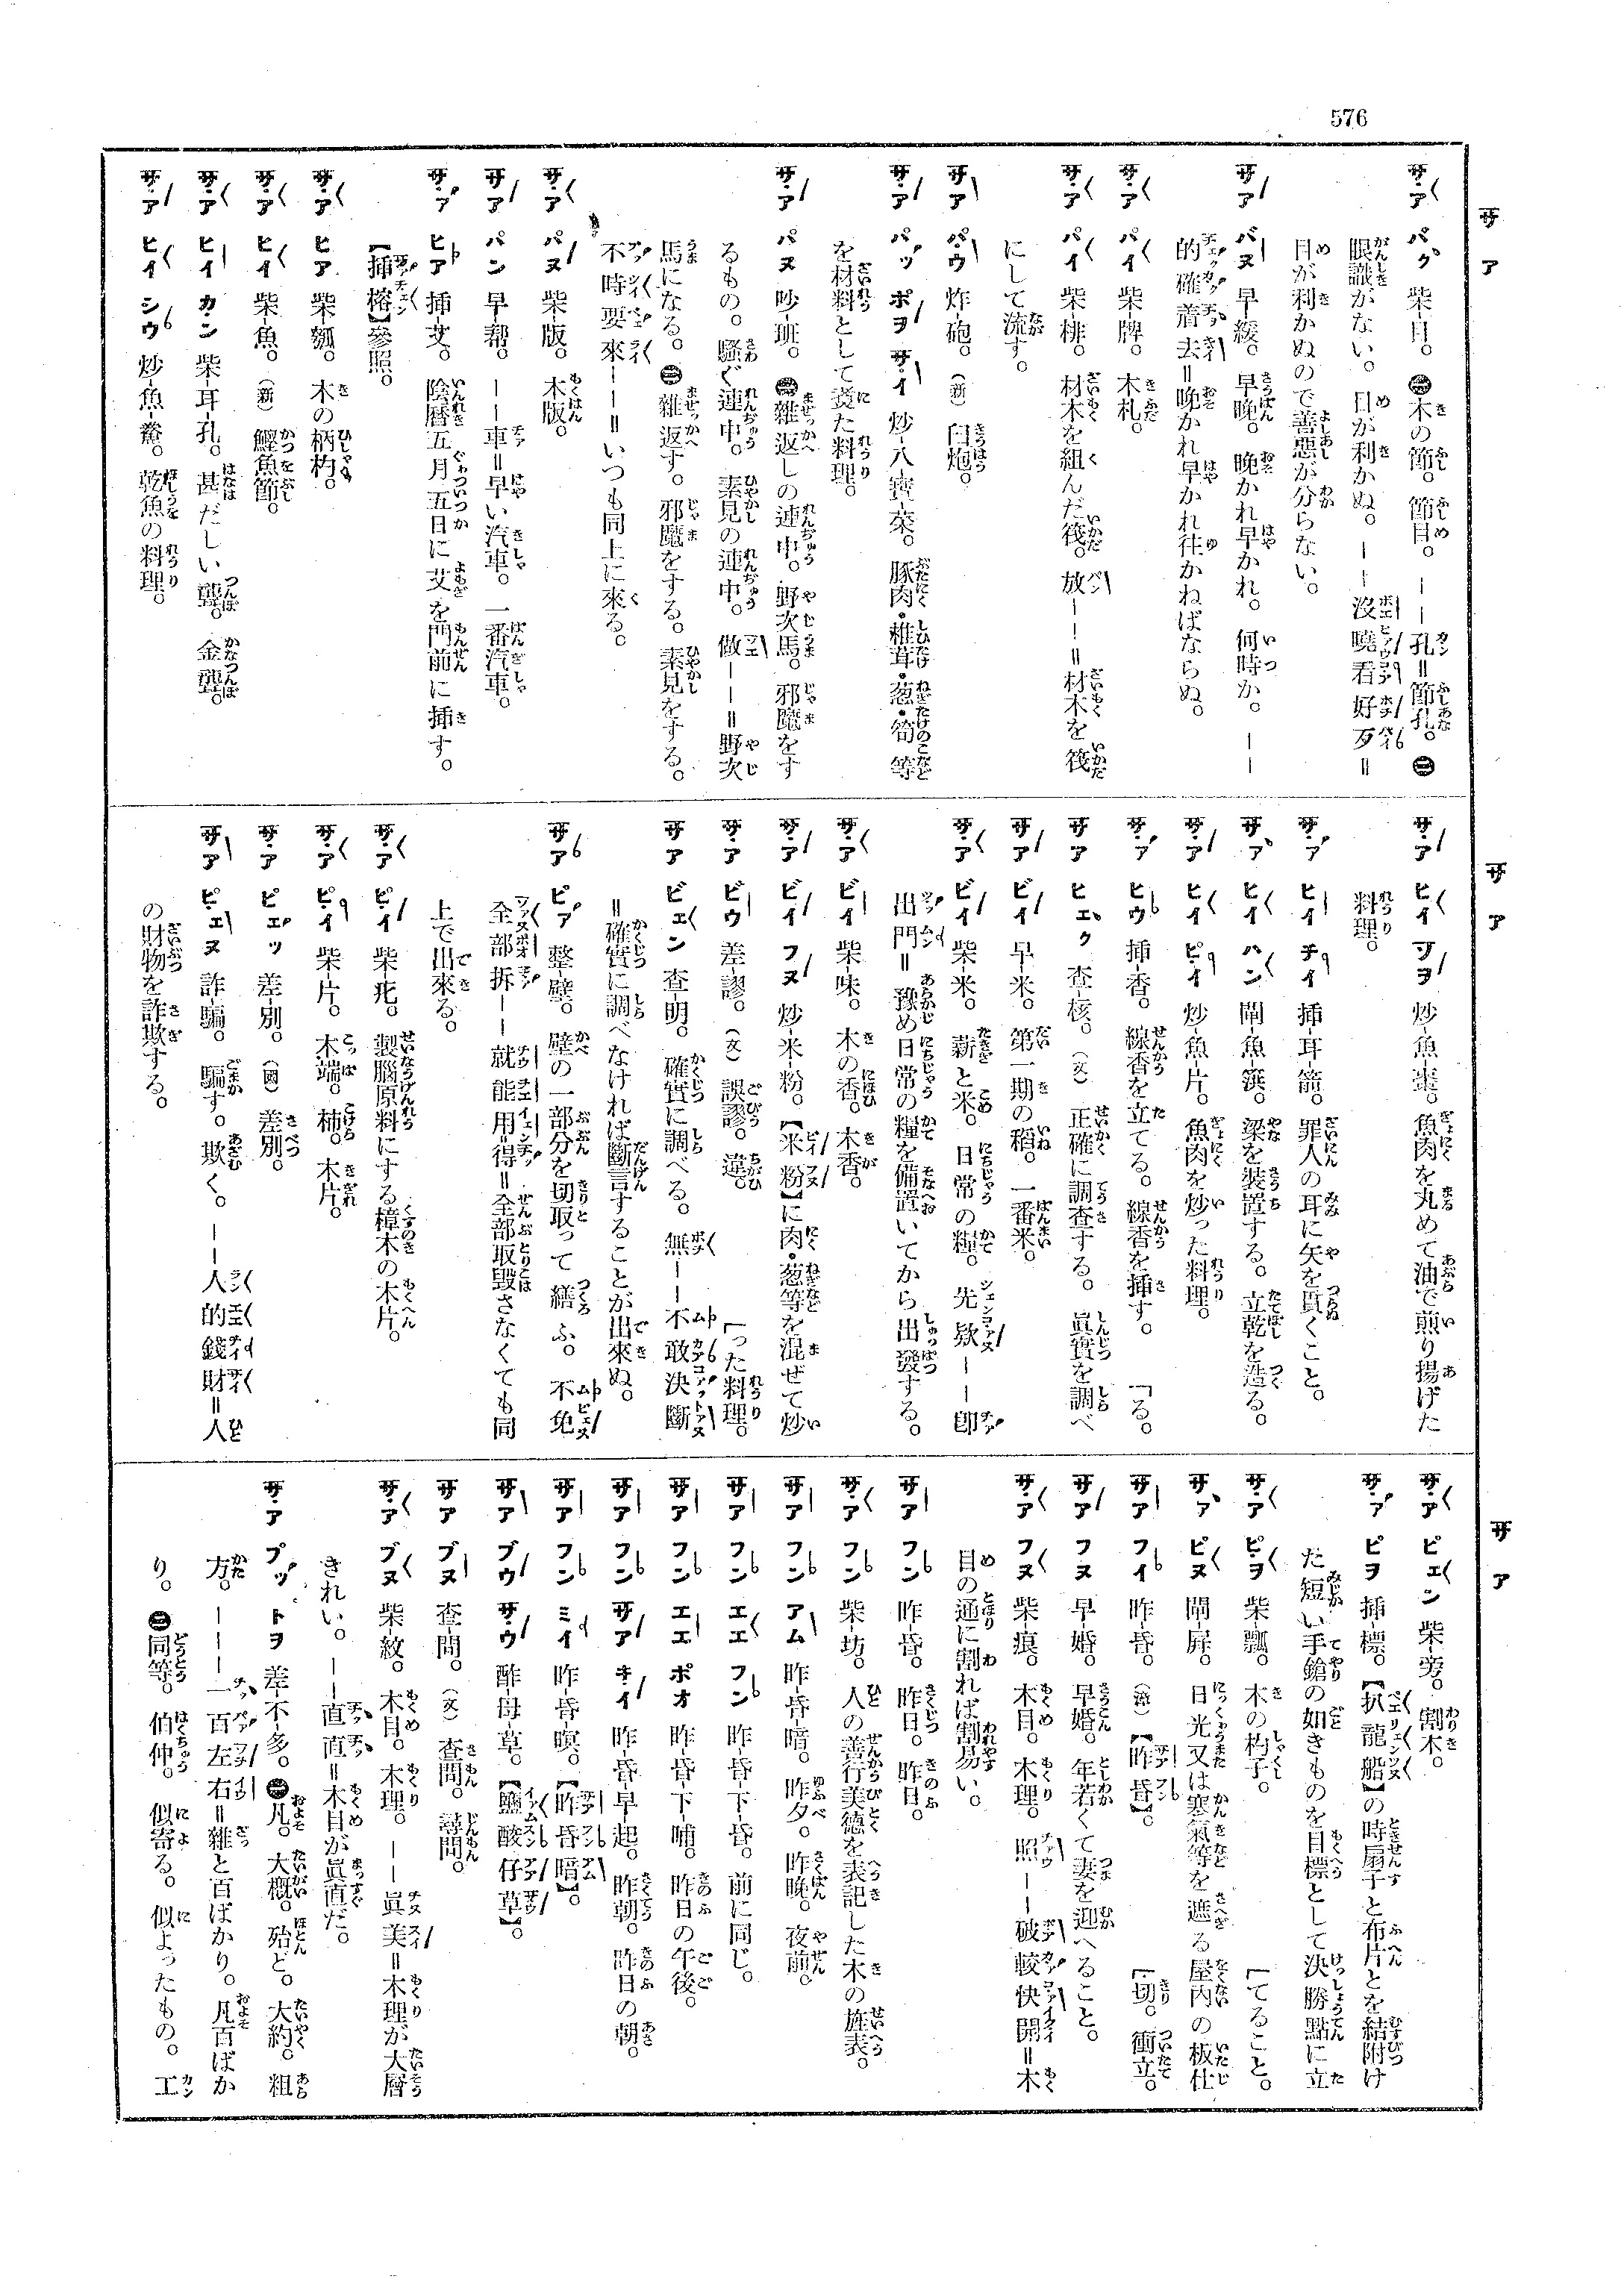 576
サア
サア パク 柴目。㊀木の節。節目。――孔=節孔。㊁
眼識がない。目が利かぬ。――沒曉看好歹=
目が利かぬので善惡が分らない。
サア バヌ 早緩。早晩。晩かれ早かれ。何時か。――
的確着去=晩かれ早かれ往かねばならぬ。
サア パイ 柴牌。木札。
サア パイ 柴棑。材木を組んだ筏。放――=材木を筏
にして流す。
サア パウ 炸砲。(新)臼炮。
サア パッ ポヲ サイ 炒八寶菜。豚肉・椎茸・葱・筍等
を材料として煑た料理。
サア パヌ 吵班。㊀雜返しの連中。野次馬。邪魔をす
るもの。騷ぐ連中。素見の連中。做――=野次
馬になる。㊁雜返す。邪魔をする。素見をする。
不時要來――=いつも同上に來る。
サア パヌ 柴版。木版。
サア パン 早幇。――車=早い汽車。一番汽車。
サア ヒア 挿艾。陰曆五月五日に艾を門前に挿す。
【挿榕】參照。
サア ヒア 柴瓠。木の柄杓。
サア ヒイ 柴魚。(新)鰹魚節。
サア ヒイ カン 柴耳孔。甚だしい聾。金聾。
サア ヒイ シウ 炒魚鮝。乾魚の料理。
サア
サア ヒイ ヲヲ 炒魚棗。魚肉を丸めて油で煎り揚げた
料理。
サア ヒイ チイ 挿耳箭。罪人の耳に矢を貫くこと。
サア ヒイ ハン 閘魚篊。梁を裝置する。立乾を造る。
サア ヒイ ピイ 炒魚片。魚肉を炒った料理。
サア ヒウ 挿香。線香を立てる。線香を挿す。「る。
サア ヒェク 查核。(文)正確に調査する。眞實を調べ
サア ビイ 早米。第一期の稻。一番米。
サア ビイ 柴米。薪と米。日常の糧。先欵――卽
出門=豫め日常の糧を備置いてから出發する。
サア ビイ 柴味。木の香。木香。
サア ビイ フヌ 炒米粉。【米粉】に肉・葱等を混ぜて炒
サア ビウ 差謬。(文)誤謬。違。「った料理。
サア ビェン 查明。確實に調べる。無――不敢決斷
=確實に調べなければ斷言することが出來ぬ。
サア ピア 整壁。壁の一部分を切取って繕ふ。不免
全部拆――就能用得=全部取毀さなくても同
上で出來る。
サア ピイ 柴疕。製腦原料にする樟木の木片。
サア ピイ 柴片。木端。柿。木片。
サア ピェッ 差別。(國)差別。
サア ピェヌ 詐騙。騙す。欺く。――人的錢財=人
の財物を詐欺する。
サア
サア ピェン 柴旁。割木。
サア ピヲ 挿標。【扒龍船】の時扇子と布片とを結附け
た短い手鎗の如きものを目標として決勝點に立
サア ピヲ 柴瓢。木の杓子。「てること。
サア ピヌ 閘屛。日光又は寒氣等を遮る屋内の板仕
サア フイ 昨昏。(漳)【昨昏】。「切。衝立。
サア フヌ 早婚。年若くて妻を迎へること。
サア フヌ 柴痕。木目。木理。照――破較快開=木
目の通に割れば割易い。
サア フン 昨昏。昨日。昨日。
サア フン 柴坊。人の善行美德を表記した木の旌表。
サア フン アム 昨昏暗。昨夕。昨晩。夜前。
サア フン エエ フン 昨昏下昏。前に同じ。
サア フン エエ ポオ 昨昏下晡。昨日の午後。
サア フン ザア キイ 昨昏早起。昨朝。昨日の朝。
サア フン ミイ 昨昏暝。【昨昏暗】。
サア ブウ サウ 酢母草。【鹽酸仔草】。
サア ブヌ 查問。(文)査問。尋問。
サア ブヌ 柴紋。木目。木理。――眞美=木理が大層
きれい。――直直=木目が眞直だ。
サア プッ トヲ 差不多。㊀凡。大概。殆ど。大約。粗
方。――――一百左右=雜と百ばかり。凡百ばか
り。㊁同等。伯仲。似寄る。似よったもの。工